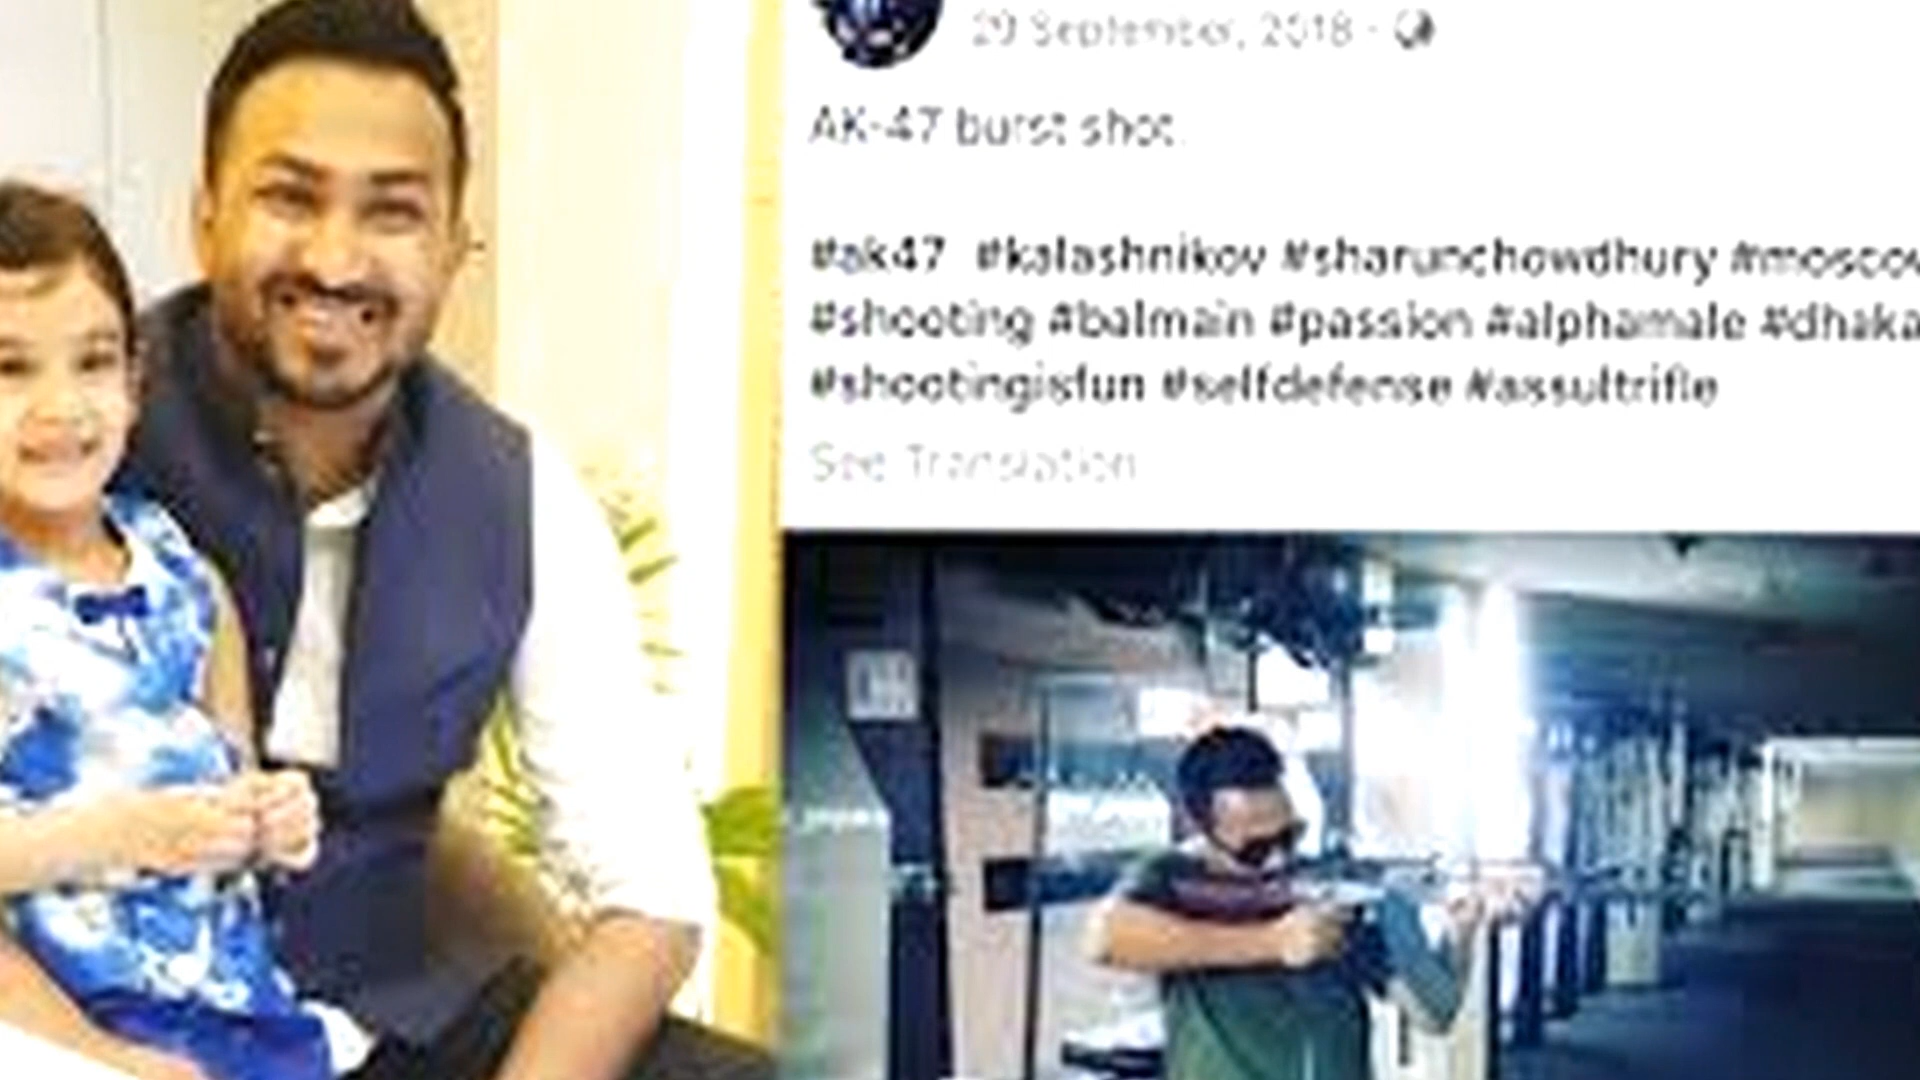 29 September, 2018 ·
AK-47 burst shot.
#ak47 #kalashnikov #sharunchowdhury #moscow
#shooting #balmain #passion #alphamale #dhaka
#shootingisfun #selfdefense #assultrifle
See Translation